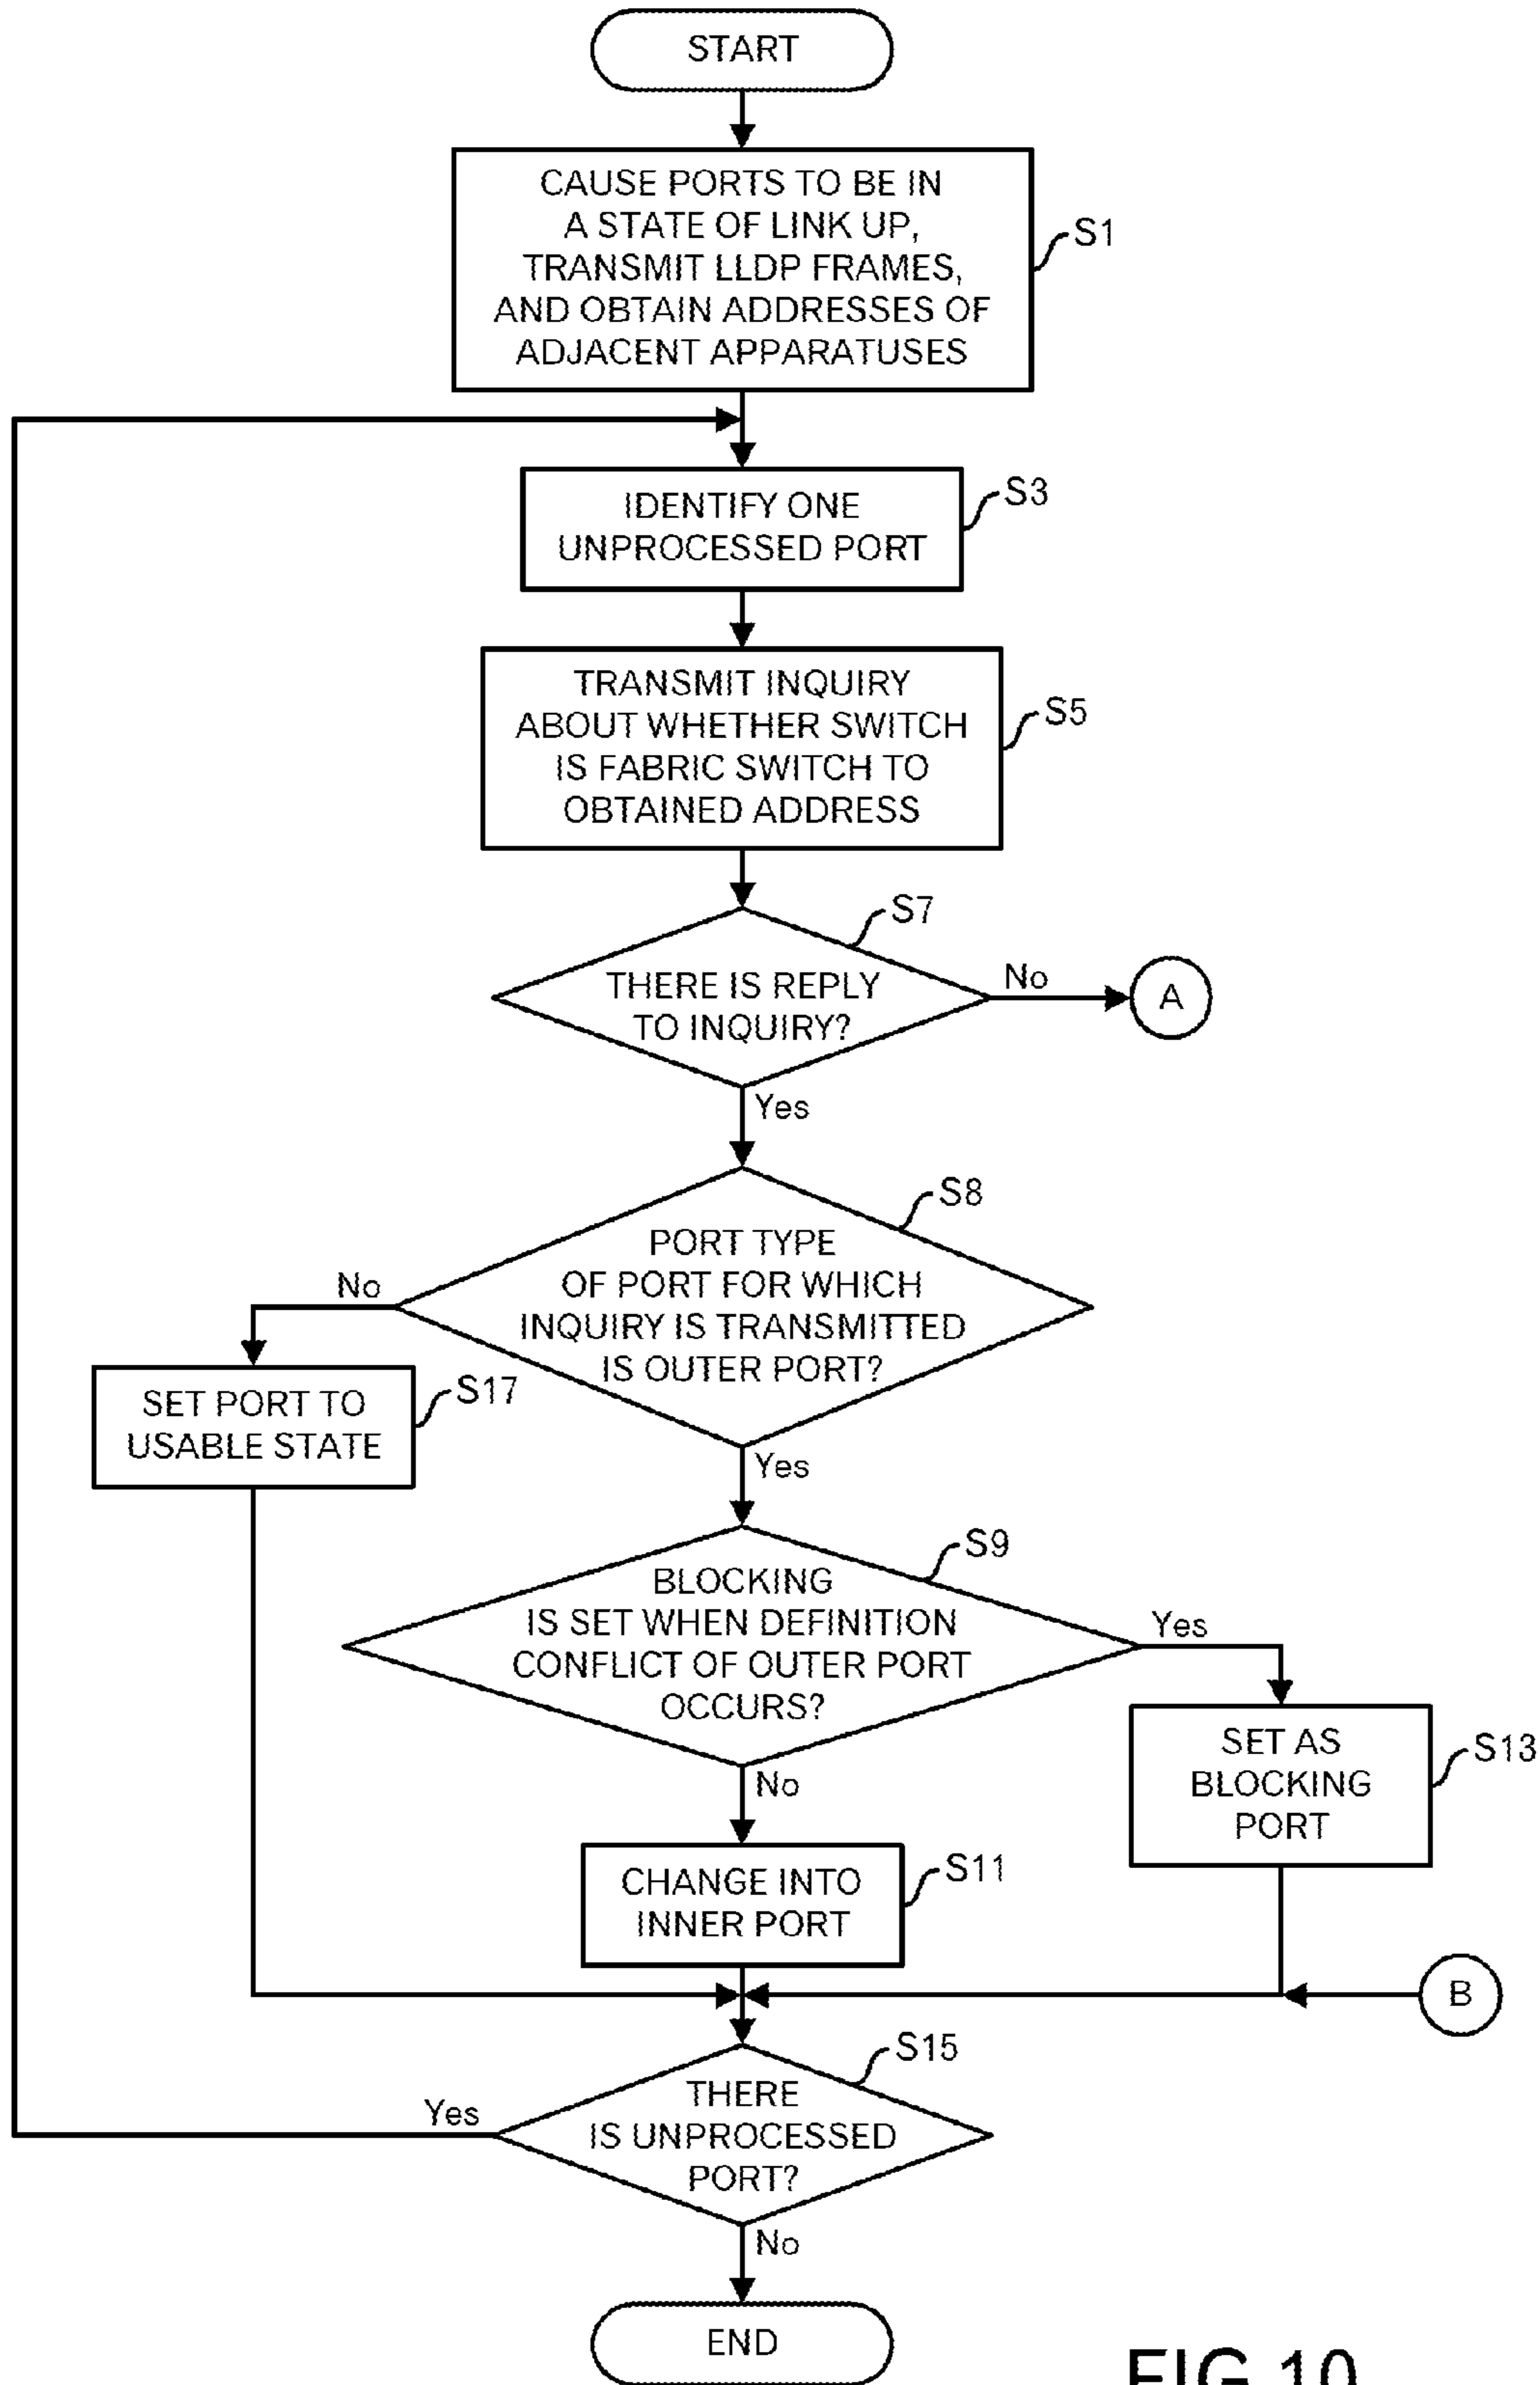 START
CAUSE PORTS TO BE IN
A STATE OF LINK UP,
TRANSMIT LLDP FRAMES,
AND OBTAIN ADDRESSES OF
ADJACENT APPARATUSES
S1
IDENTIFY ONE
UNPROCESSED PORT
S3
TRANSMIT INQUIRY
ABOUT WHETHER SWITCH
IS FABRIC SWITCH TO
OBTAINED ADDRESS
S5
S7
THERE IS REPLY
TO INQUIRY?
No
A
Yes
S8
PORT TYPE
OF PORT FOR WHICH
INQUIRY IS TRANSMITTED
IS OUTER PORT?
No
SET PORT TO
USABLE STATE
S17
Yes
S9
BLOCKING
IS SET WHEN DEFINITION
CONFLICT OF OUTER PORT
OCCURS?
Yes
SET AS
BLOCKING
PORT
S13
No
CHANGE INTO
INNER PORT
S11
B
S15
THERE
IS UNPROCESSED
PORT?
Yes
No
END
FIG.10